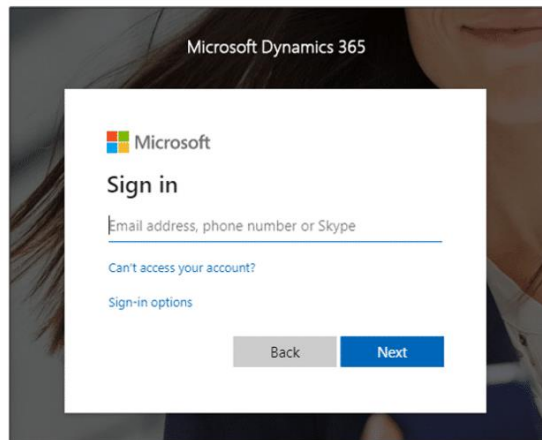 Microsoft Dynamics 365
Microsoft
Sign in
Email address, phone number or Skype
Can't access your account?
Sign-in options
Back
Next